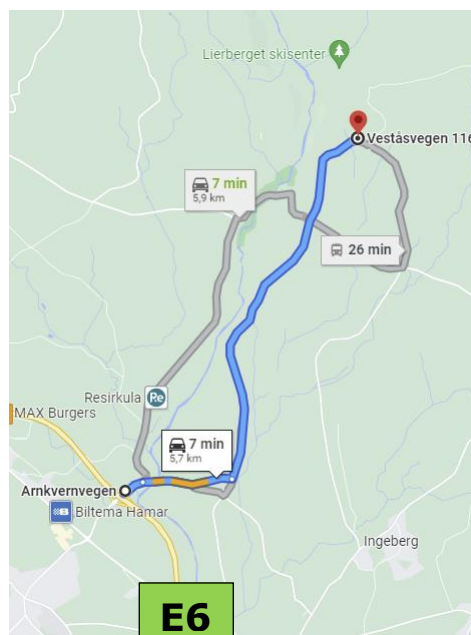 Lierberget skisenter
Veståsvegen 116
7 min
5,9 km
26 min
Resirkula
Re
MAX Burgers
7 min
5,7 km
Arnkvernvegen
Biltema Hamar
Ingeberg
E6